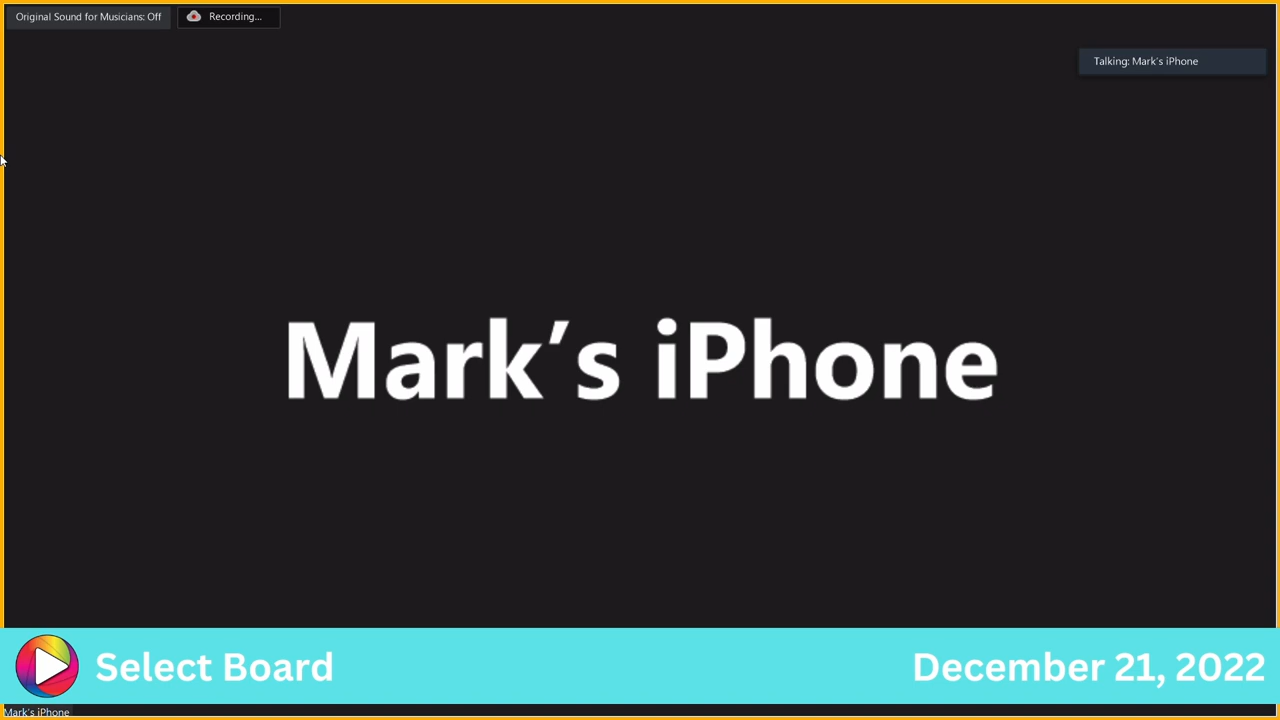 Original Sound for Musicians: Off
Recording...
Talking: Mark's iPhone
Mark's iPhone
Select Board
December 21, 2022
Mark's iPhone